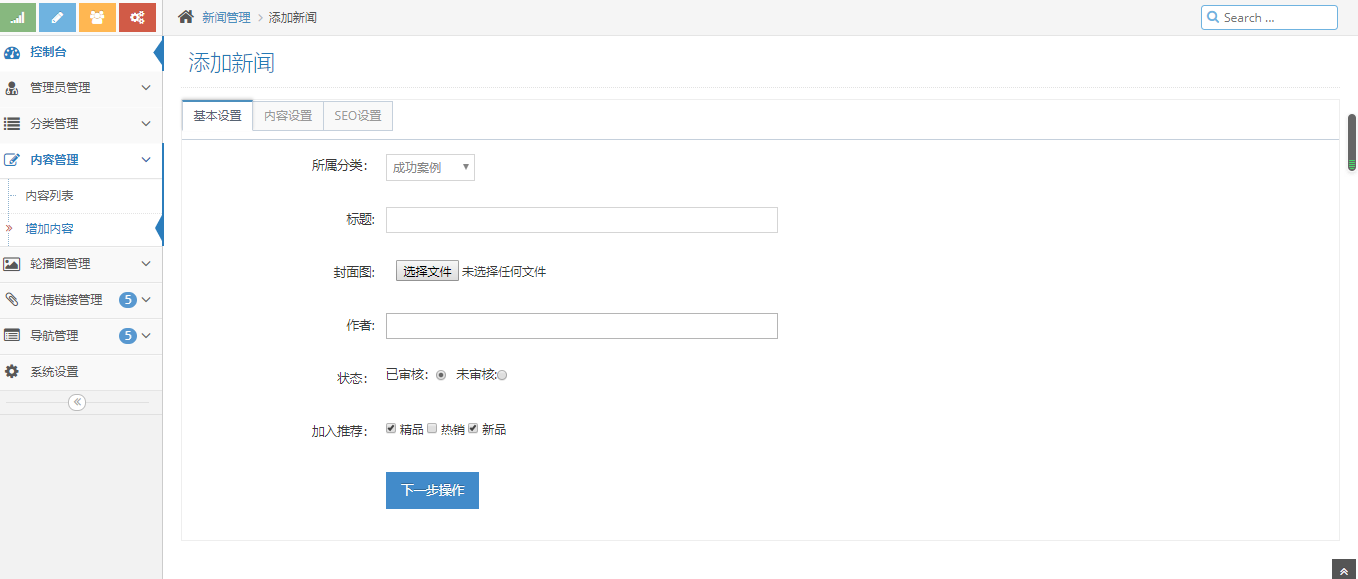 新闻管理 添加新闻
Search ...
控制台
管理员管理
分类管理
内容管理
内容列表
增加内容
轮播图管理
友情链接管理 5
导航管理 5
系统设置
添加新闻
基本设置 内容设置 SEO设置
所属分类： 成功案例
标题:
封面图: 选择文件 未选择任何文件
作者:
状态： 已审核： 未审核:
加入推荐： 精品 热销 新品
下一步操作